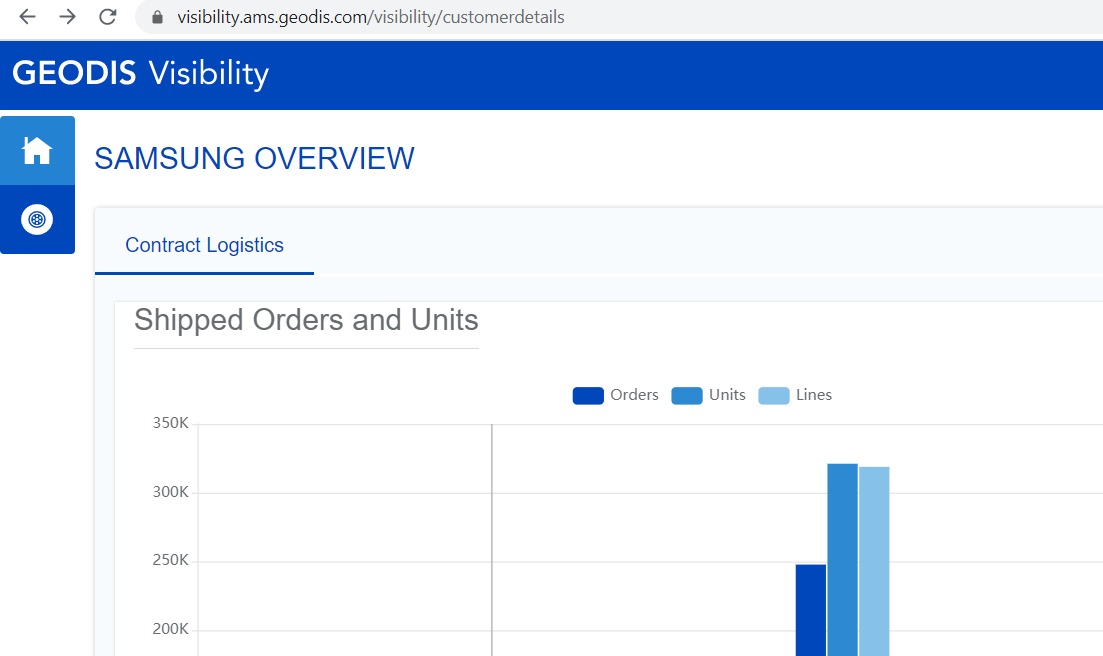 visibility.ams.geodis.com/visibility/customerdetails
GEODIS Visibility
SAMSUNG OVERVIEW
Contract Logistics
Shipped Orders and Units
Orders Units Lines
350K
300K
250K
200K